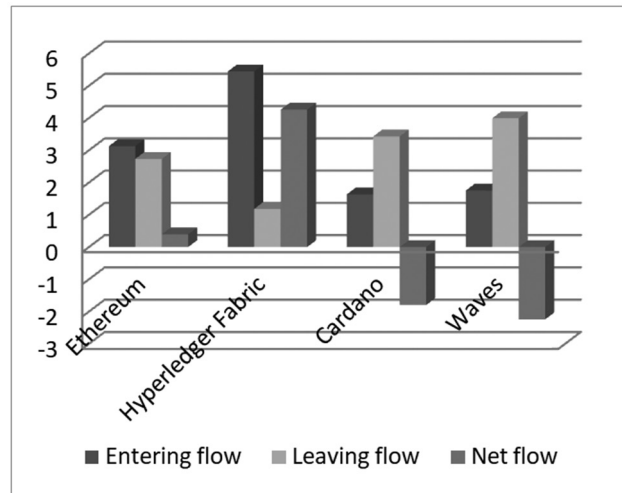 6
5
4
3
2
1
0
-1
-2
-3
Ethereum
Hyperledger Fabric
Cardano
Waves
Entering flow Leaving flow Net flow